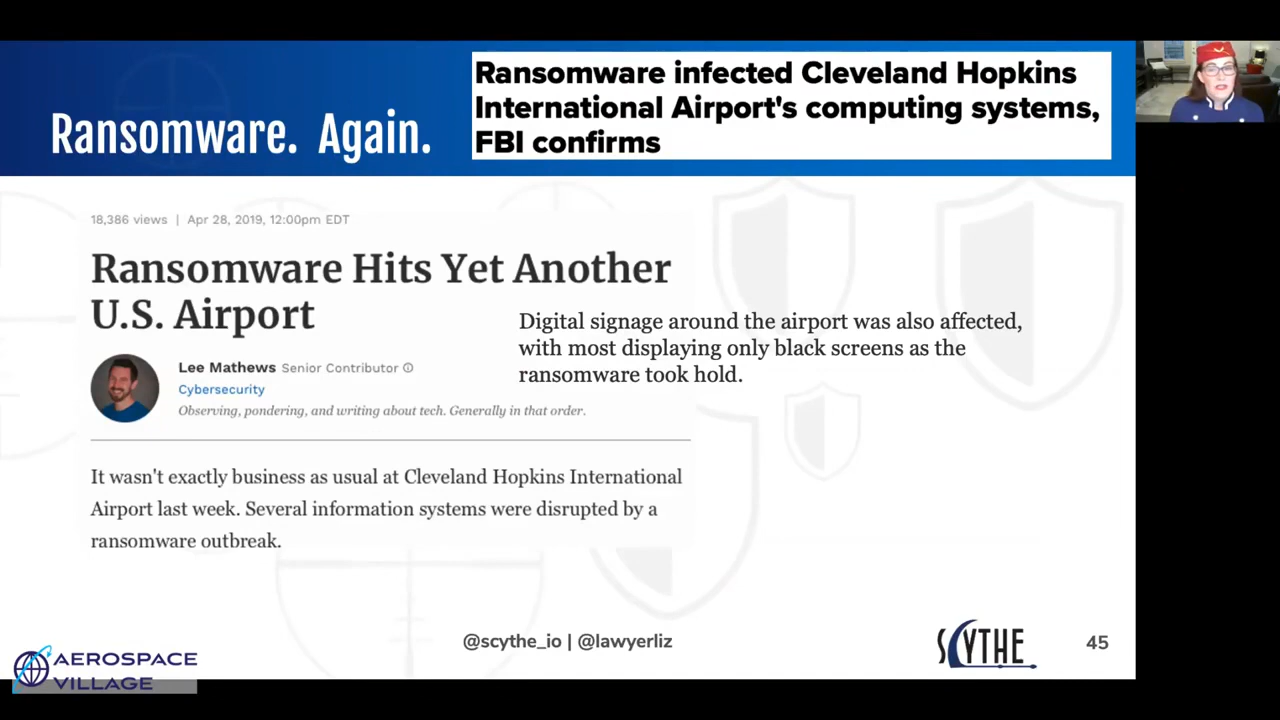 Ransomware. Again.
Ransomware infected Cleveland Hopkins
International Airport's computing systems,
FBI confirms
18,386 views | Apr 28, 2019, 12:00pm EDT
Ransomware Hits Yet Another
U.S. Airport
Lee Mathews Senior Contributor
Cybersecurity
Observing, pondering, and writing about tech. Generally in that order.
Digital signage around the airport was also affected,
with most displaying only black screens as the
ransomware took hold.
It wasn't exactly business as usual at Cleveland Hopkins International
Airport last week. Several information systems were disrupted by a
ransomware outbreak.
@scythe_io | @lawyerliz
SCYTHE
45
AEROSPACE
VILLAGE